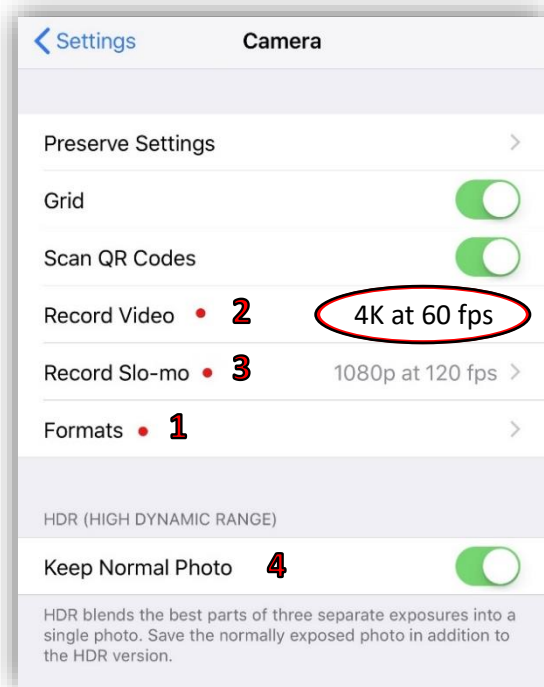 Settings Camera
Preserve Settings
Grid
Scan QR Codes
Record Video • 2 4K at 60 fps
Record Slo-mo • 3 1080p at 120 fps
Formats • 1
HDR (HIGH DYNAMIC RANGE)
Keep Normal Photo 4
HDR blends the best parts of three separate exposures into a
single photo. Save the normally exposed photo in addition to
the HDR version.